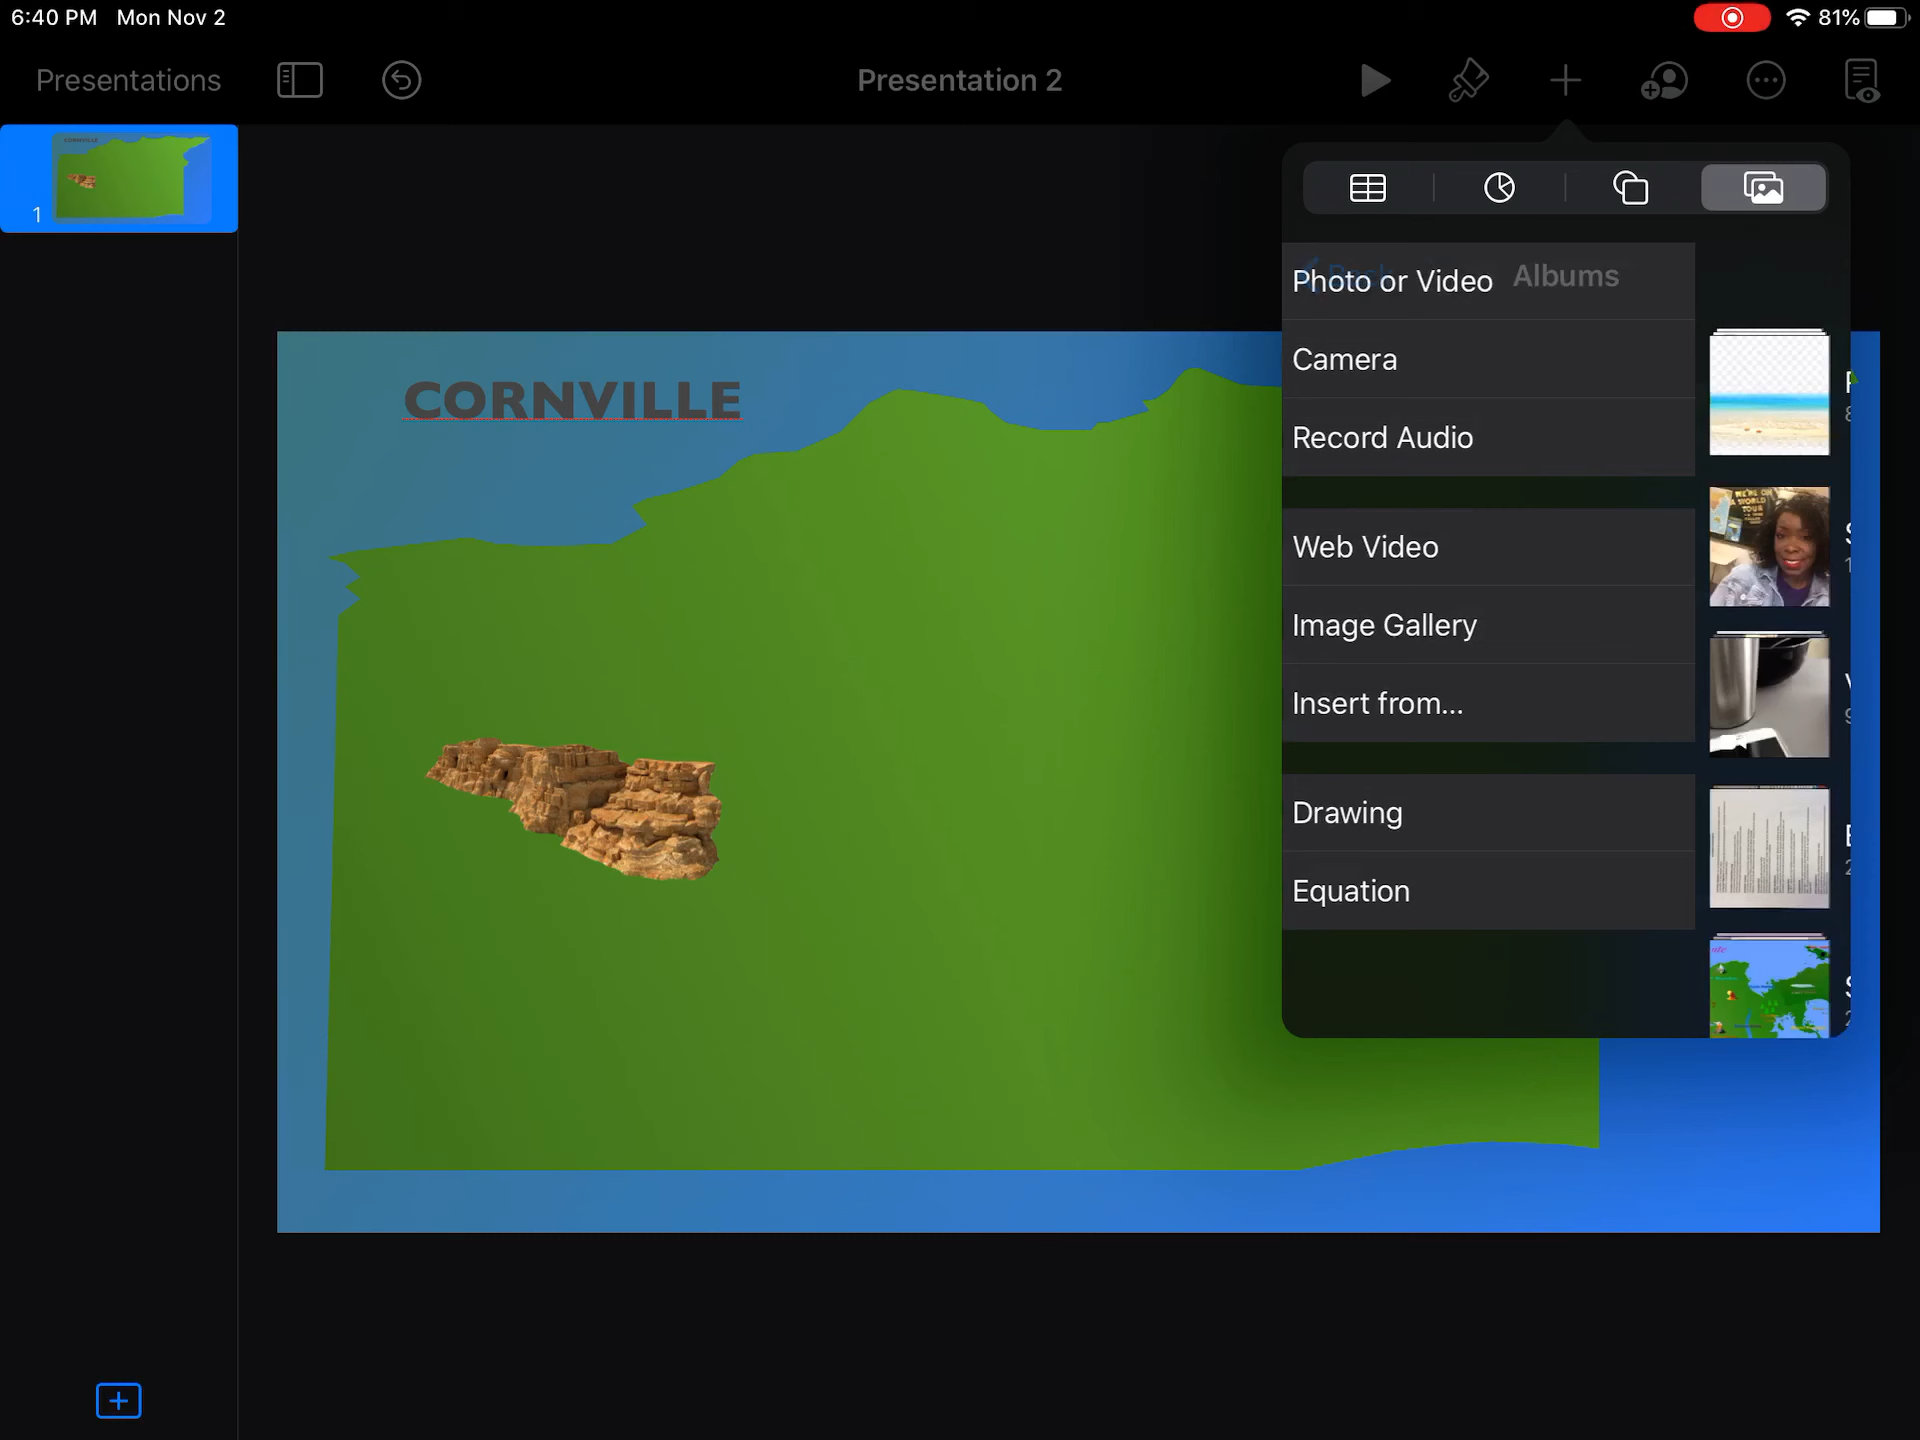 6:40 PM Mon Nov 2
81%
Presentations
Presentation 2
1
CORNVILLE
Back
Albums
Photo or Video
Camera
Record Audio
Web Video
Image Gallery
Insert from...
Drawing
Equation